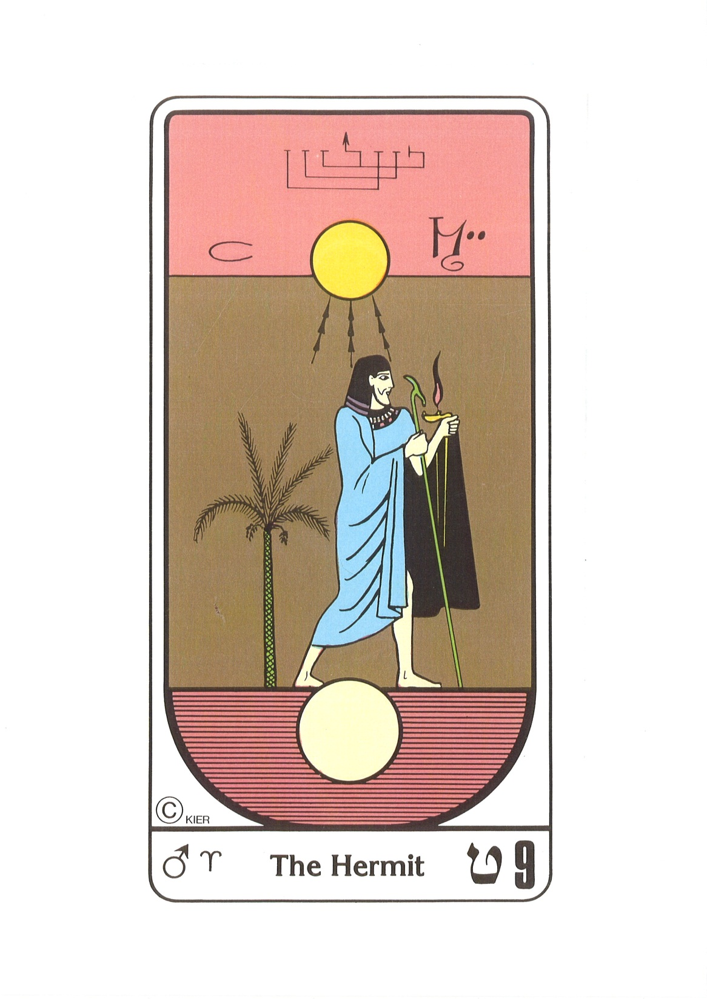 © KIER
♂ ♈ The Hermit ט 9